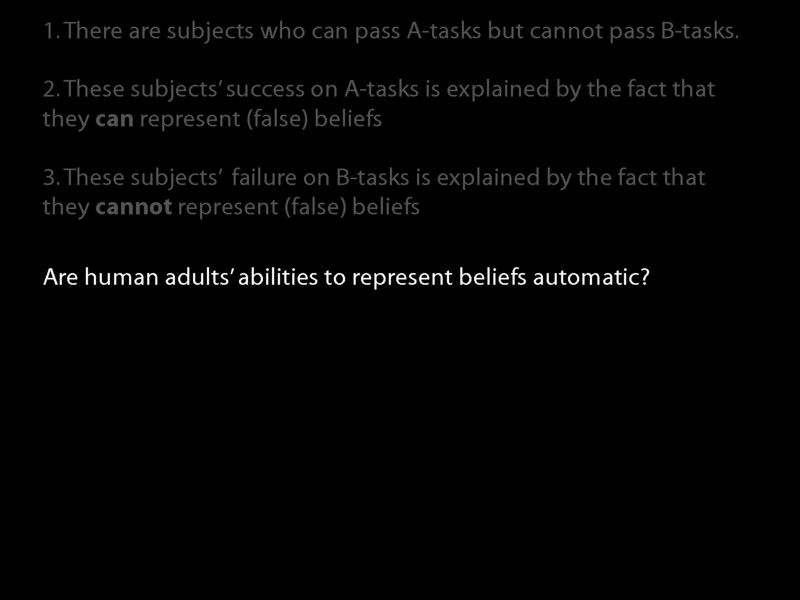 1. There are subjects who can pass A-tasks but cannot pass B-tasks.
2. These subjects’ success on A-tasks is explained by the fact that
they can represent (false) beliefs
3. These subjects’ failure on B-tasks is explained by the fact that
they cannot represent (false) beliefs
Are human adults’ abilities to represent beliefs automatic?